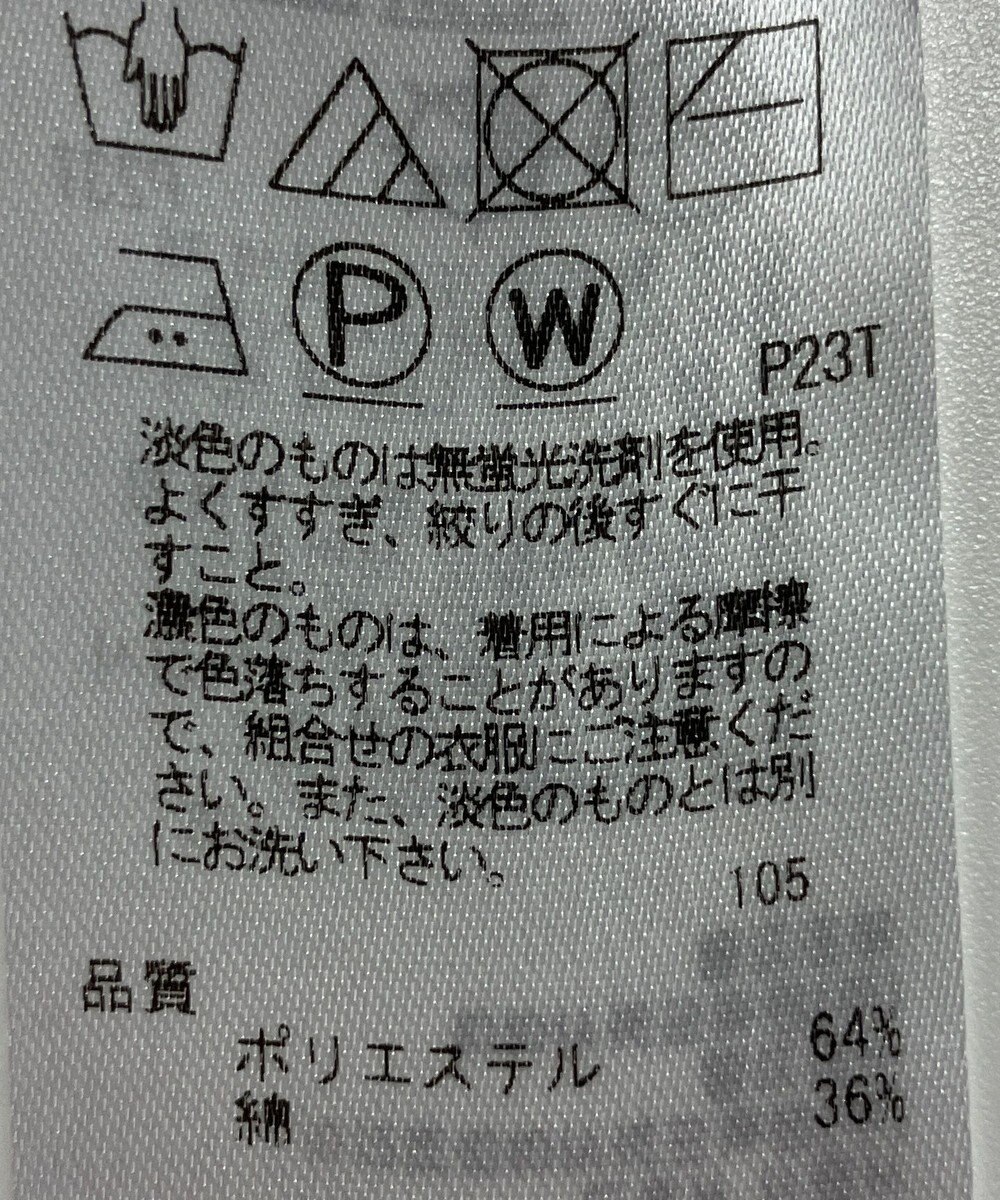 P W
P23T
淡色のものは無蛍光洗剤を使用。
よくすすぎ、絞りの後すぐに干
すこと。
濃色のものは、着用による摩擦
で色落ちすることがありますの
で、組合せの衣服にご注意くだ
さい。また、淡色のものとは別
にお洗い下さい。
105
品質
ポリエステル 64%
綿 36%